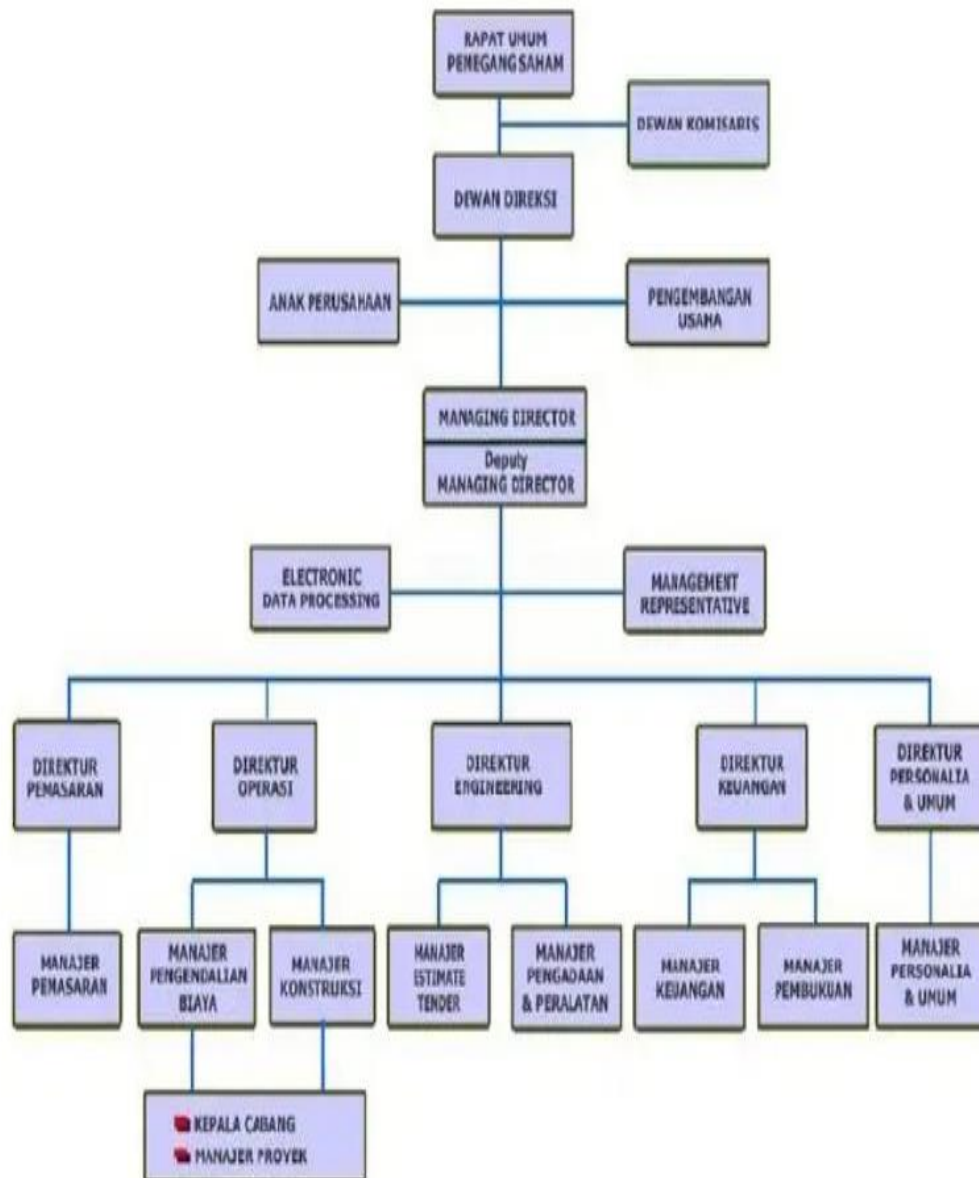 RAPAT UMUM
PEMEGANG SAHAM
DEWAN KOMISARIS
DEWAN DIREKSI
ANAK PERUSAHAAN
PENGEMBANGAN
USAHA
MANAGING DIRECTOR
Deputy
MANAGING DIRECTOR
ELECTRONIC
DATA PROCESSING
MANAGEMENT
REPRESENTATIVE
DIREKTUR
PEMASARAN
DIREKTUR
OPERASI
DIREKTUR
ENGINEERING
DIREKTUR
KEUANGAN
DIREKTUR
PERSONALIA
& UMUM
MANAJER
PEMASARAN
MANAJER
PENGENDALIAN
BIAYA
MANAJER
KONSTRUKSI
MANAJER
ESTIMATE
TENDER
MANAJER
PENGADAAN
& PERALATAN
MANAJER
KEUANGAN
MANAJER
PEMBUKUAN
MANAJER
PERSONALIA
& UMUM
KEPALA CABANG
MANAJER PROYEK